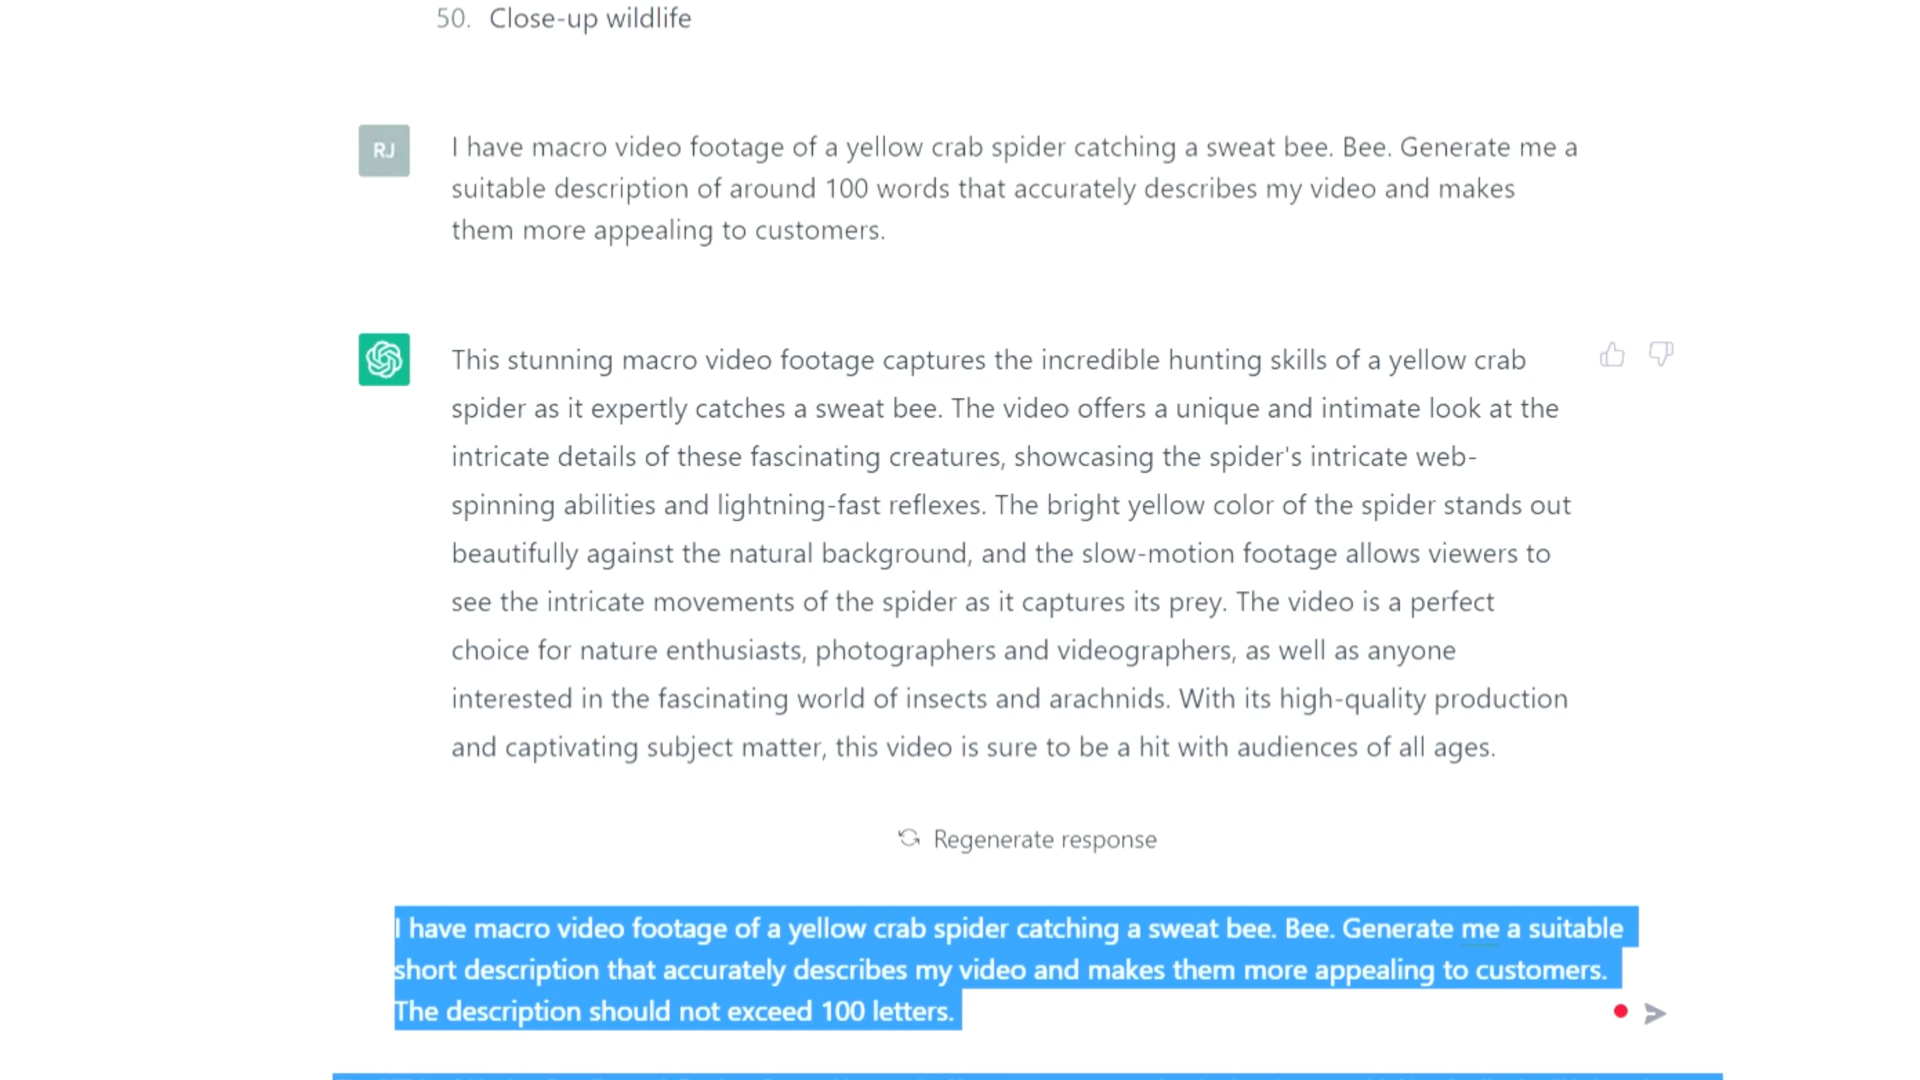 50. Close-up wildlife
RJ
I have macro video footage of a yellow crab spider catching a sweat bee. Bee. Generate me a
suitable description of around 100 words that accurately describes my video and makes
them more appealing to customers.
This stunning macro video footage captures the incredible hunting skills of a yellow crab
spider as it expertly catches a sweat bee. The video offers a unique and intimate look at the
intricate details of these fascinating creatures, showcasing the spider's intricate web-
spinning abilities and lightning-fast reflexes. The bright yellow color of the spider stands out
beautifully against the natural background, and the slow-motion footage allows viewers to
see the intricate movements of the spider as it captures its prey. The video is a perfect
choice for nature enthusiasts, photographers and videographers, as well as anyone
interested in the fascinating world of insects and arachnids. With its high-quality production
and captivating subject matter, this video is sure to be a hit with audiences of all ages.
Regenerate response
I have macro video footage of a yellow crab spider catching a sweat bee. Bee. Generate me a suitable
short description that accurately describes my video and makes them more appealing to customers.
The description should not exceed 100 letters.